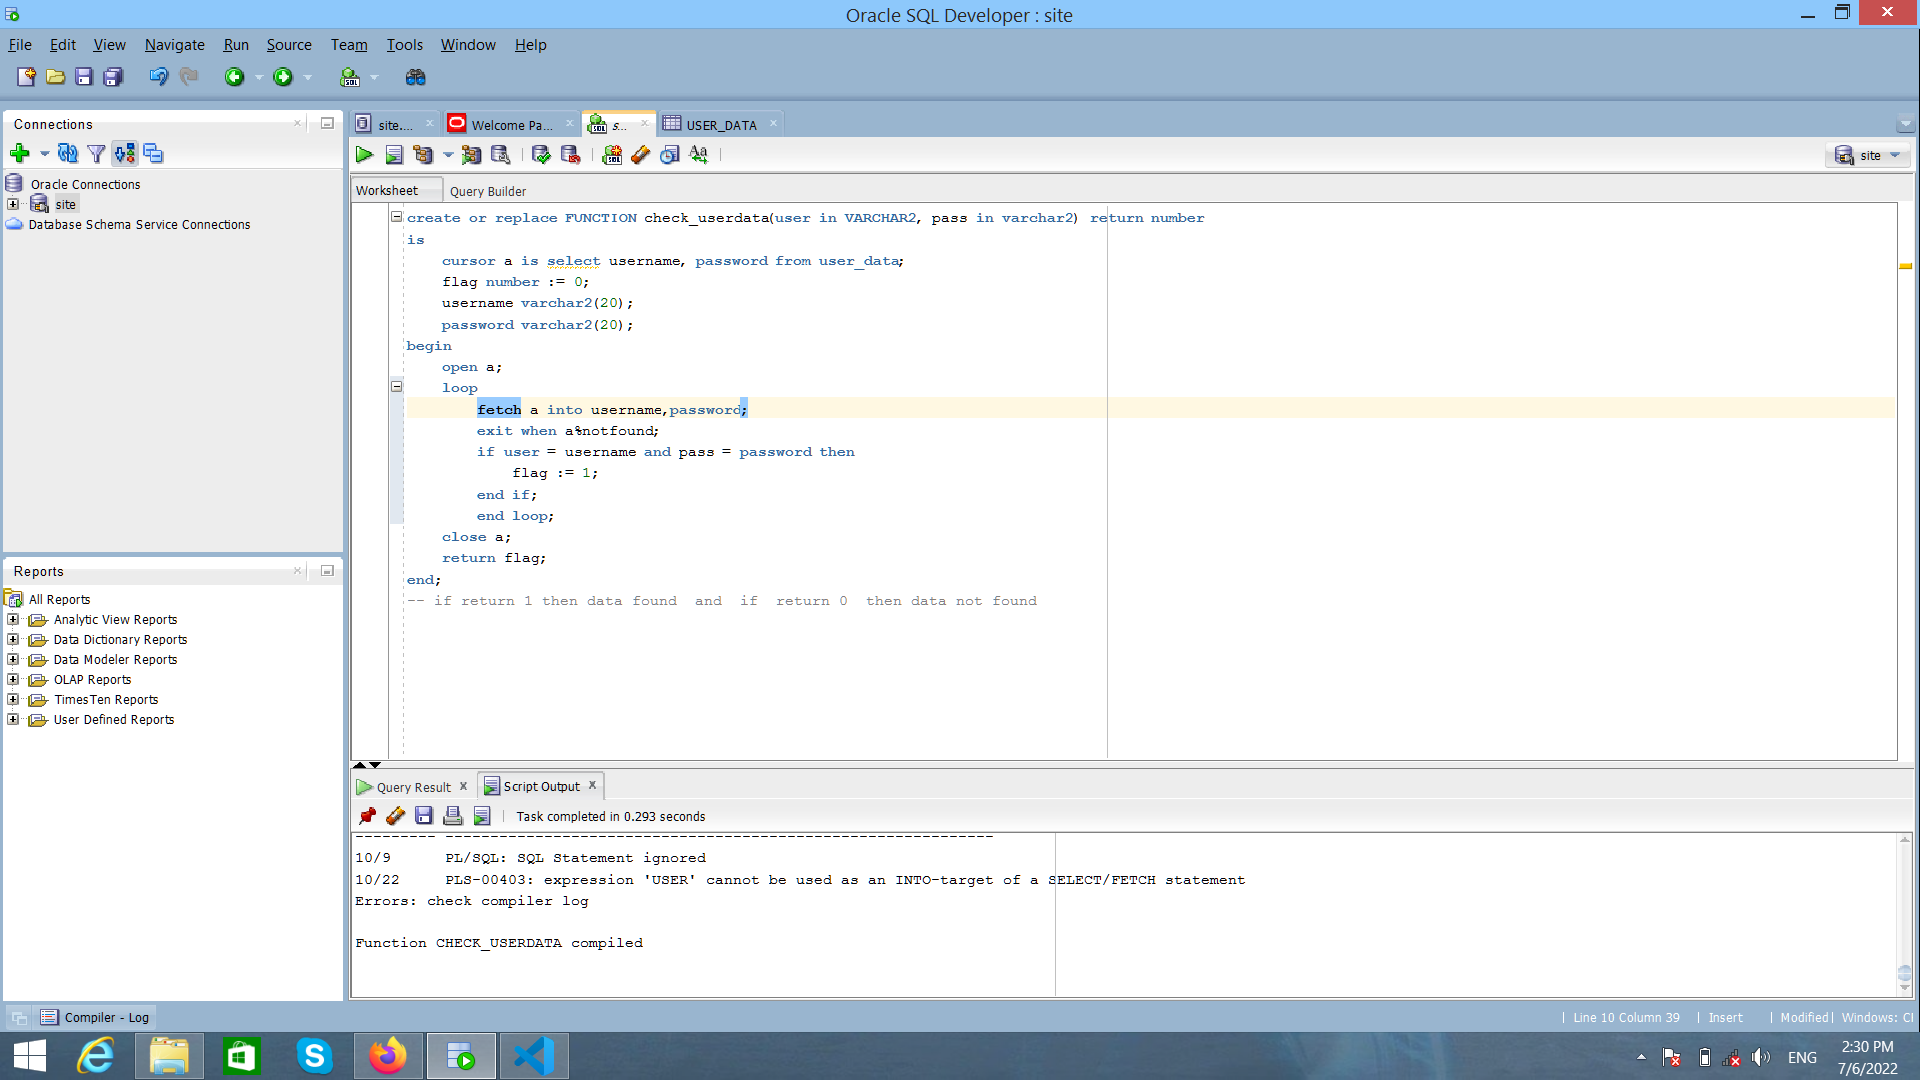 Oracle SQL Developer : site
File Edit View Navigate Run Source Team Tools Window Help
Connections
Oracle Connections
site
Database Schema Service Connections
Reports
All Reports
Analytic View Reports
Data Dictionary Reports
Data Modeler Reports
OLAP Reports
TimesTen Reports
User Defined Reports
site.... Welcome Pa... s... USER_DATA
site
Worksheet Query Builder
create or replace FUNCTION check_userdata(user in VARCHAR2, pass in varchar2) return number
is
cursor a is select username, password from user_data;
flag number := 0;
username varchar2(20);
password varchar2(20);
begin
open a;
loop
fetch a into username,password;
exit when a%notfound;
if user = username and pass = password then
flag := 1;
end if;
end loop;
close a;
return flag;
end;
-- if return 1 then data found  and  if  return 0  then data not found
Query Result Script Output
Task completed in 0.293 seconds
--------- -------------------------------------------------------------
10/9 PL/SQL: SQL Statement ignored
10/22 PLS-00403: expression 'USER' cannot be used as an INTO-target of a SELECT/FETCH statement
Errors: check compiler log
Function CHECK_USERDATA compiled
Compiler - Log
Line 10 Column 39 Insert Modified Windows: Cl
ENG
2:30 PM
7/6/2022